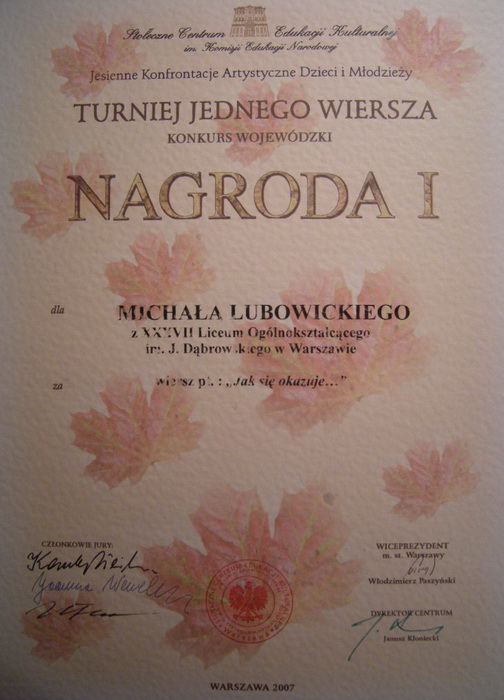 Stołeczne Centrum Edukacji Kulturalnej
im. Komisji Edukacji Narodowej
Jesienne Konfrontacje Artystyczne Dzieci i Młodzieży
TURNIEJ JEDNEGO WIERSZA
KONKURS WOJEWÓDZKI
NAGRODA I
dla
MICHAŁA LUBOWICKIEGO
z XXXVII Liceum Ogólnokształcącego
im. J. Dąbrowskiego w Warszawie
za
wiersz pt. : „Jak się okazuje...”
CZŁONKOWIE JURY:
WICEPREZYDENT
m. st. Warszawy
Włodzimierz Paszyński
DYREKTOR CENTRUM
Janusz Kłoniecki
WARSZAWA 2007